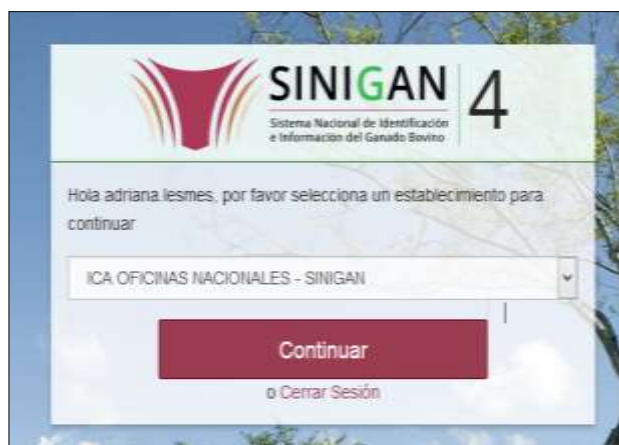 SINIGAN 4
Sistema Nacional de Identificación
e Información del Ganado Bovino
Hola adriana.lesmes, por favor selecciona un establecimiento para
continuar
ICA OFICINAS NACIONALES - SINIGAN
Continuar
o Cerrar Sesión